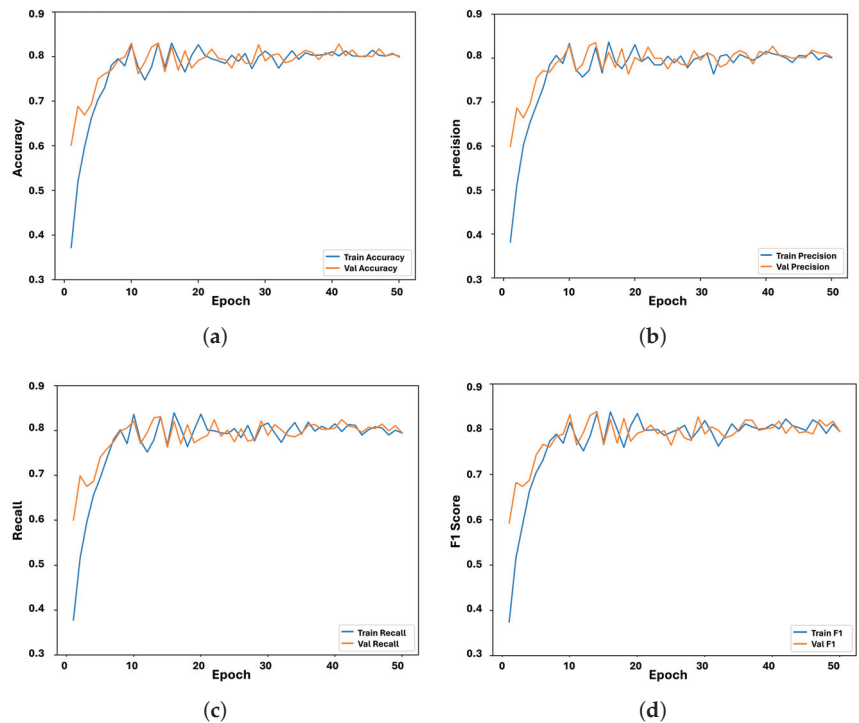 0.9
0.8
0.7
0.6
0.5
0.4
0.3
Accuracy
0 10 20 30 40 50
Epoch
Train Accuracy
Val Accuracy
(a)
0.9
0.8
0.7
0.6
0.5
0.4
0.3
precision
0 10 20 30 40 50
Epoch
Train Precision
Val Precision
(b)
0.9
0.8
0.7
0.6
0.5
0.4
0.3
Recall
0 10 20 30 40 50
Epoch
Train Recall
Val Recall
(c)
0.9
0.8
0.7
0.6
0.5
0.4
0.3
F1 Score
0 10 20 30 40 50
Epoch
Train F1
Val F1
(d)